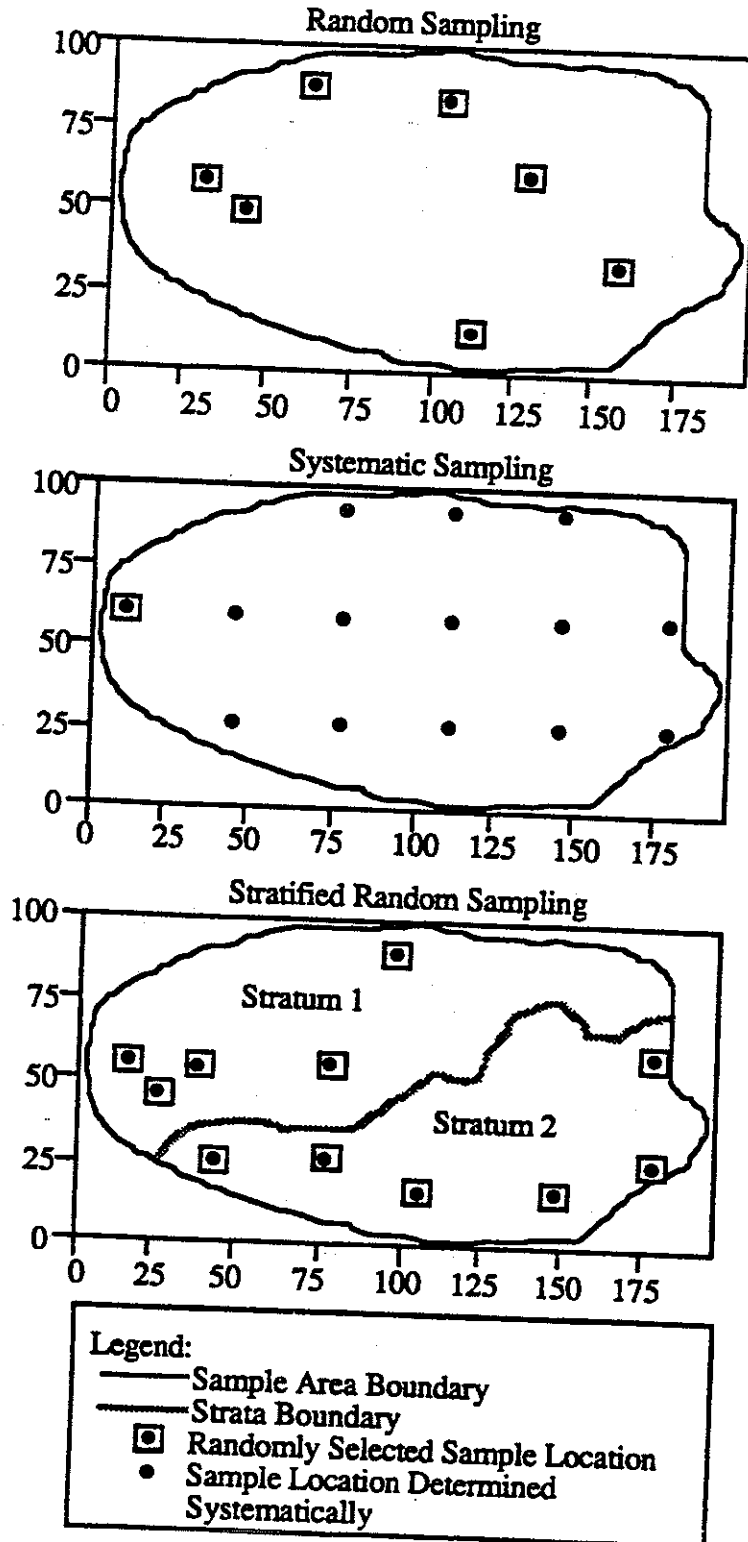 Random Sampling
100
75
50
25
0
0 25 50 75 100 125 150 175
Systematic Sampling
100
75
50
25
0
0 25 50 75 100 125 150 175
Stratified Random Sampling
100
75
50
25
0
Stratum 1
Stratum 2
0 25 50 75 100 125 150 175
Legend:
Sample Area Boundary
Strata Boundary
Randomly Selected Sample Location
Sample Location Determined
Systematically